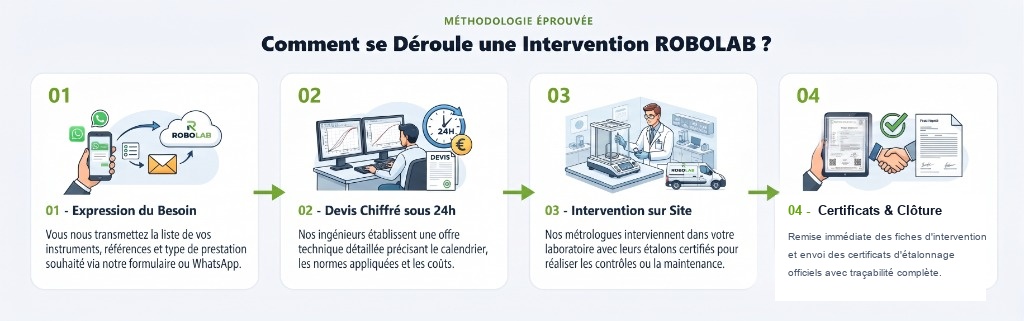 MÉTHODOLOGIE ÉPROUVÉE
Comment se Déroule une Intervention ROBOLAB ?
01
ROBOLAB
01 - Expression du Besoin
Vous nous transmettez la liste de vos
instruments, références et type de prestation
souhaité via notre formulaire ou WhatsApp.
02
24H
€
DEVIS
02 - Devis Chiffré sous 24h
Nos ingénieurs établissent une offre
technique détaillée précisant le calendrier,
les normes appliquées et les coûts.
03
ROBOLAB
03 - Intervention sur Site
Nos métrologues interviennent dans votre
laboratoire avec leurs étalons certifiés pour
réaliser les contrôles ou la maintenance.
04
04 - Certificats & Clôture
Remise immédiate des fiches d'intervention
et envoi des certificats d'étalonnage
officiels avec traçabilité complète.